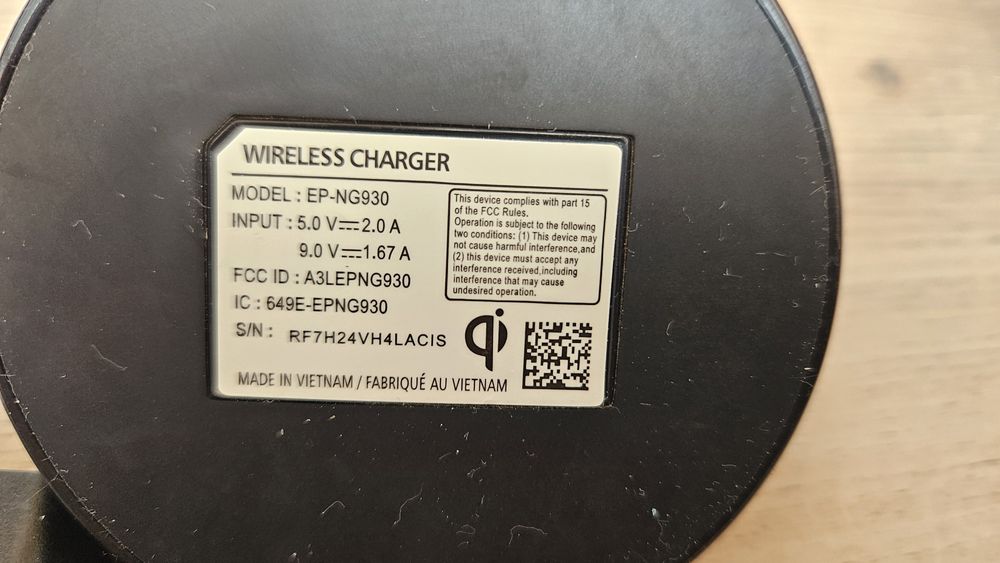 WIRELESS CHARGER
MODEL : EP-NG930
INPUT : 5.0 V⎓2.0 A
9.0 V⎓1.67 A
FCC ID : A3LEPNG930
IC : 649E-EPNG930
S/N : RF7H24VH4LACIS
This device complies with part 15
of the FCC Rules.
Operation is subject to the following
two conditions: (1) This device may
not cause harmful interference,and
(2) this device must accept any
interference received,including
interference that may cause
undesired operation.
qi
MADE IN VIETNAM / FABRIQUÉ AU VIETNAM